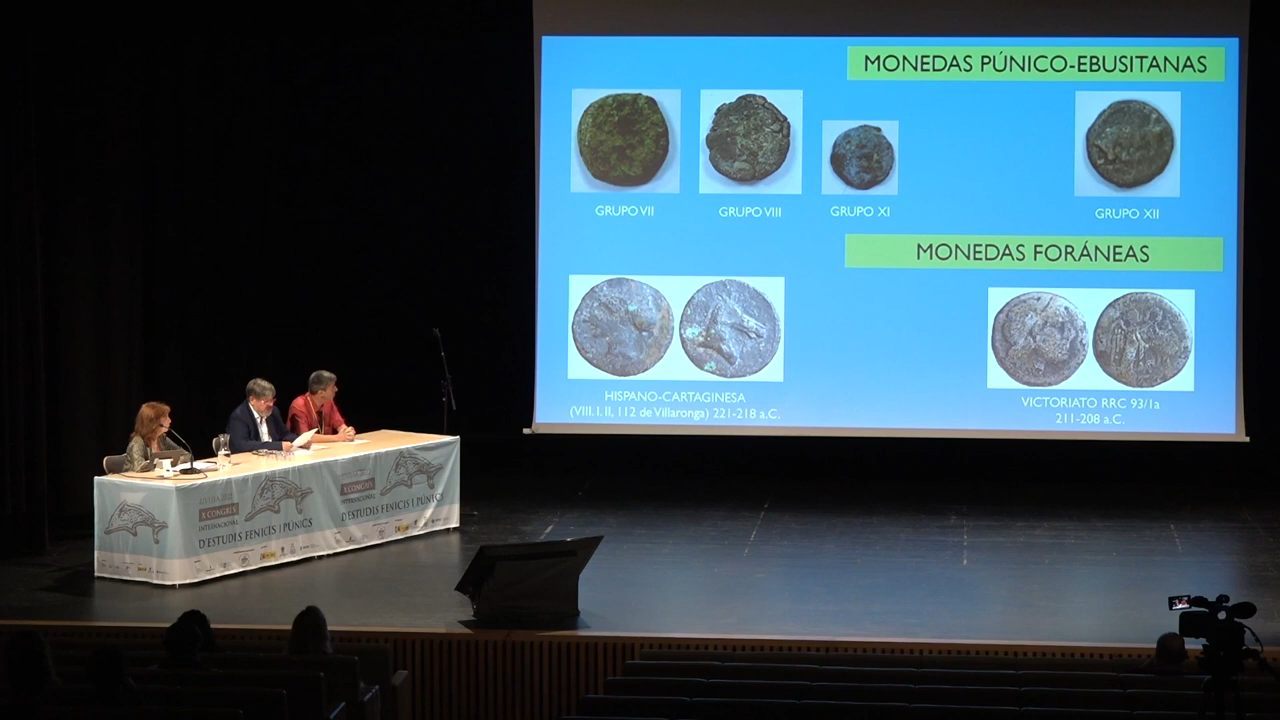 MONEDAS PÚNICO-EBUSITANAS
GRUPO VII
GRUPO VIII
GRUPO XI
GRUPO XII
MONEDAS FORÁNEAS
HISPANO-CARTAGINESA
(VIII. I. II, 112 de Villaronga) 221-218 a.C.
VICTORIATO RRC 93/1a
211-208 a.C.
X CONGRÉS
INTERNACIONAL
D'ESTUDIS FENICIS I PÚNICS
X CONGRÉS
INTERNACIONAL
D'ESTUDIS FENICIS I PÚNICS